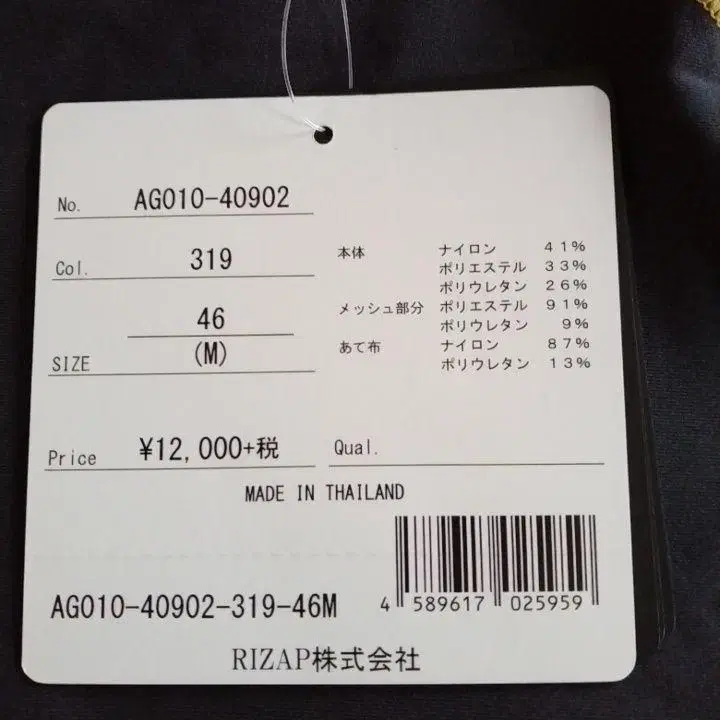 No. AG010-40902
Col. 319
46
SIZE (M)
本体 ナイロン 41%
ポリエステル 33%
ポリウレタン 26%
メッシュ部分 ポリエステル 91%
ポリウレタン 9%
あて布 ナイロン 87%
ポリウレタン 13%
Price ¥12,000+税
Qual.
MADE IN THAILAND
AG010-40902-319-46M
4 589617 025959
RIZAP株式会社